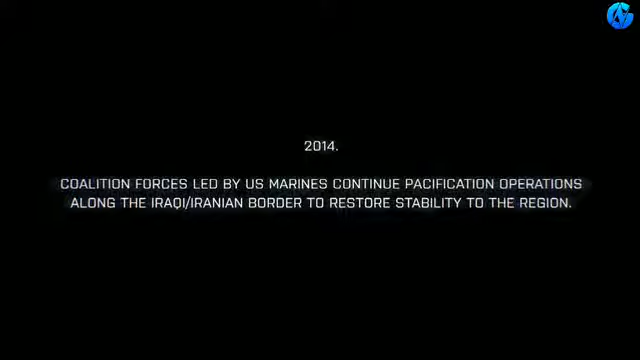 2014.
COALITION FORCES LED BY US MARINES CONTINUE PACIFICATION OPERATIONS
ALONG THE IRAQI/IRANIAN BORDER TO RESTORE STABILITY TO THE REGION.